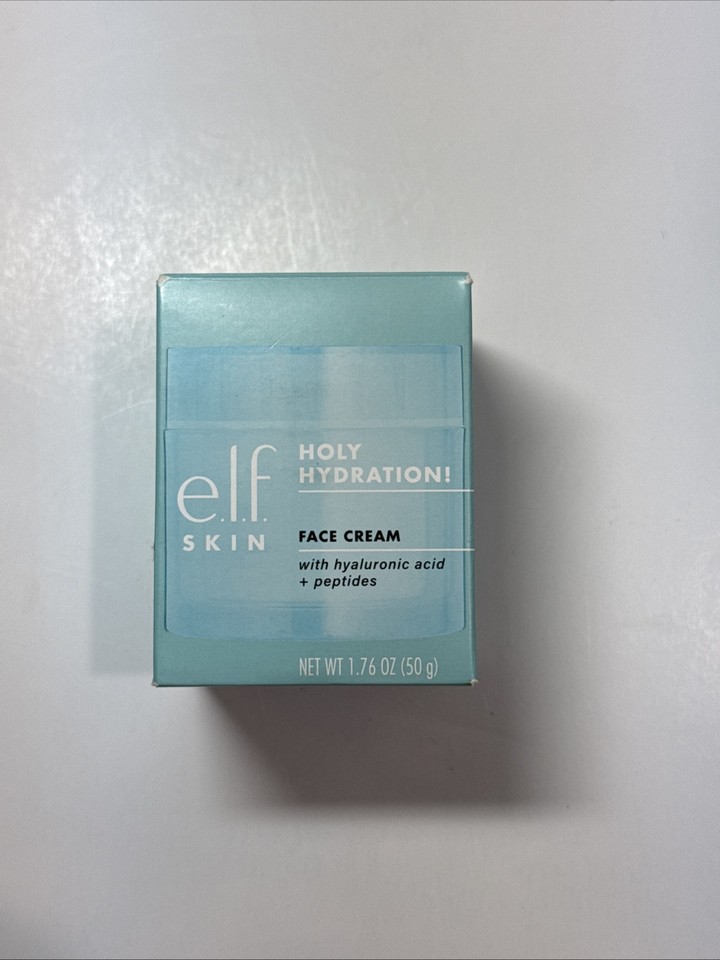 e.l.f.
SKIN
HOLY
HYDRATION!
FACE CREAM
with hyaluronic acid
+ peptides
NET WT 1.76 OZ (50 g)